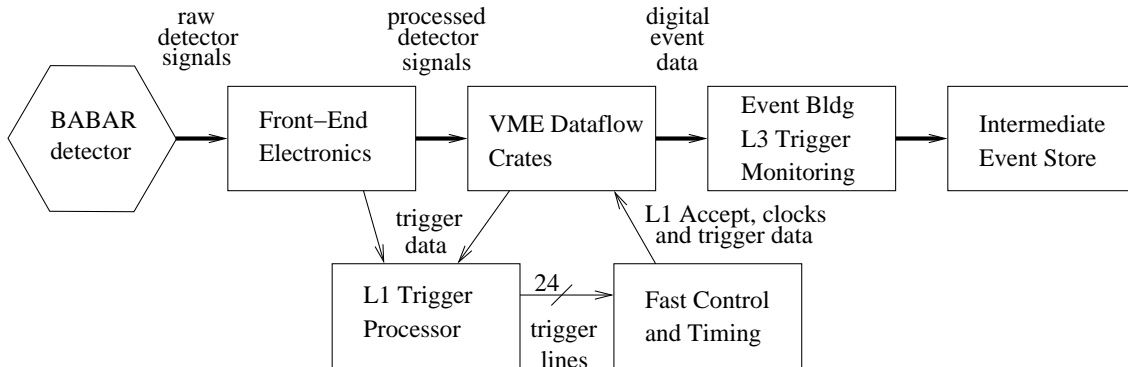 raw
detector
signals
processed
detector
signals
digital
event
data
BABAR
detector
Front–End
Electronics
VME Dataflow
Crates
Event Bldg
L3 Trigger
Monitoring
Intermediate
Event Store
trigger
data
L1 Accept, clocks
and trigger data
L1 Trigger
Processor
24
trigger
lines
Fast Control
and Timing